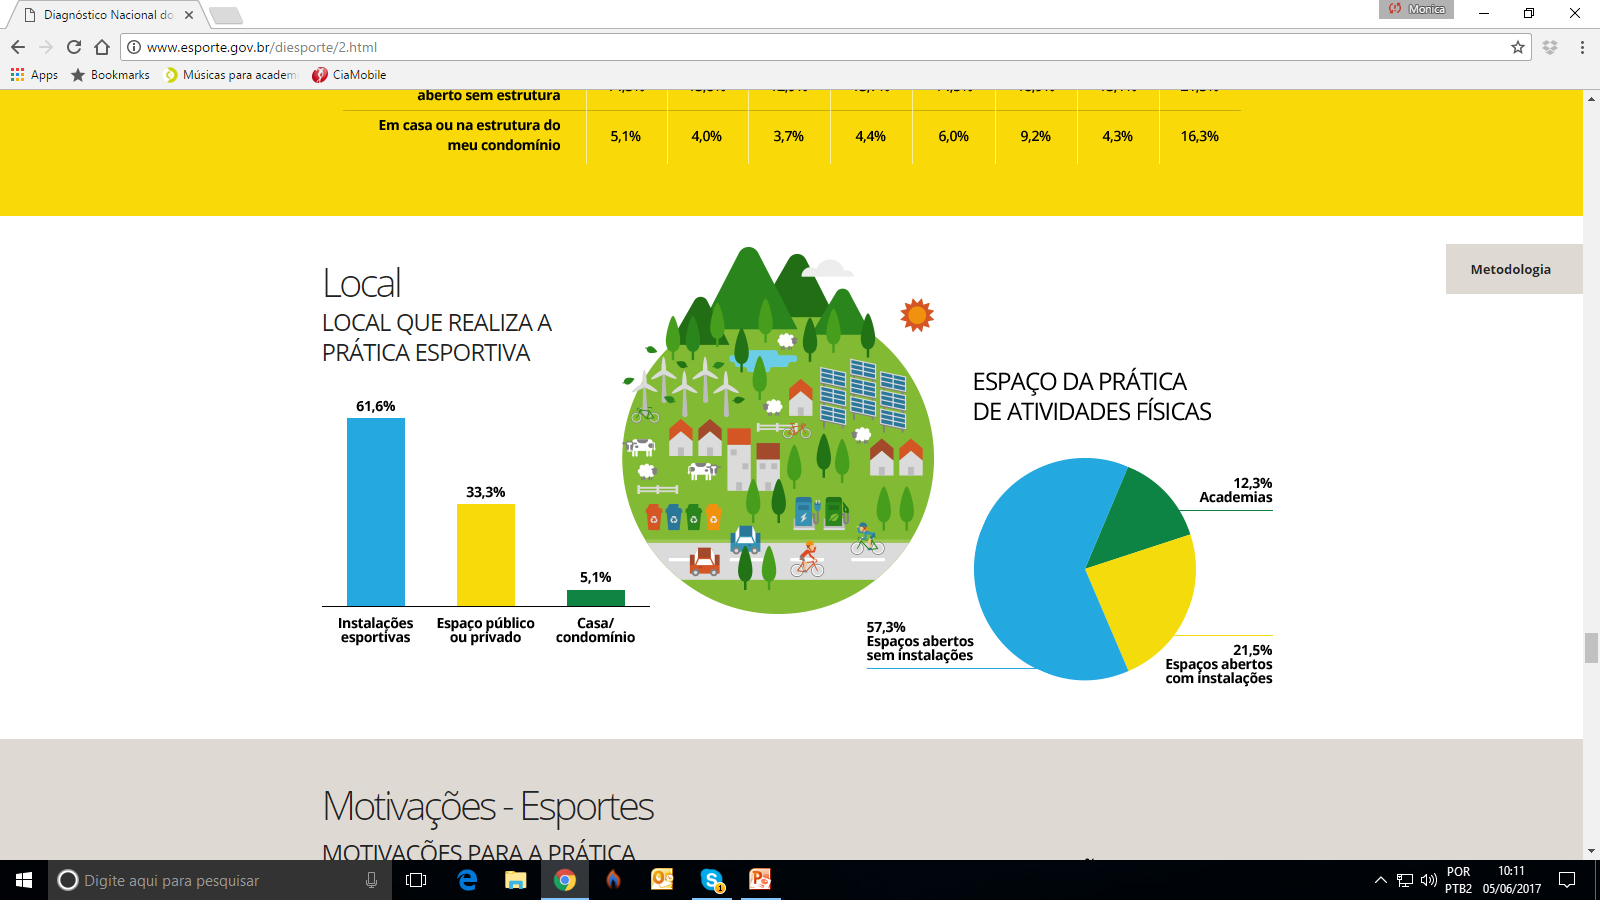 Diagnóstico Nacional do
Monica
www.esporte.gov.br/diesporte/2.html
Apps
Bookmarks
Músicas para academ
CiaMobile
aberto sem estrutura
Em casa ou na estrutura do
meu condomínio
5,1%
4,0%
3,7%
4,4%
6,0%
9,2%
4,3%
16,3%
Metodologia
Local
LOCAL QUE REALIZA A
PRÁTICA ESPORTIVA
61,6%
33,3%
5,1%
Instalações
esportivas
Espaço público
ou privado
Casa/
condomínio
ESPAÇO DA PRÁTICA
DE ATIVIDADES FÍSICAS
12,3%
Academias
57,3%
Espaços abertos
sem instalações
21,5%
Espaços abertos
com instalações
Motivações - Esportes
MOTIVAÇÕES PARA A PRÁTICA
Digite aqui para pesquisar
1
POR
PTB2
10:11
05/06/2017